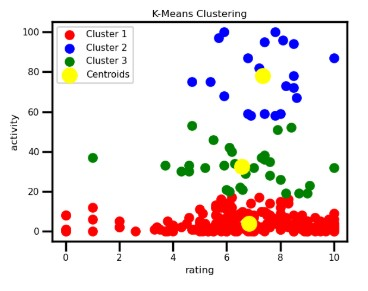 K-Means Clustering
Cluster 1
Cluster 2
Cluster 3
Centroids
activity
100
80
60
40
20
0
0 2 4 6 8 10
rating